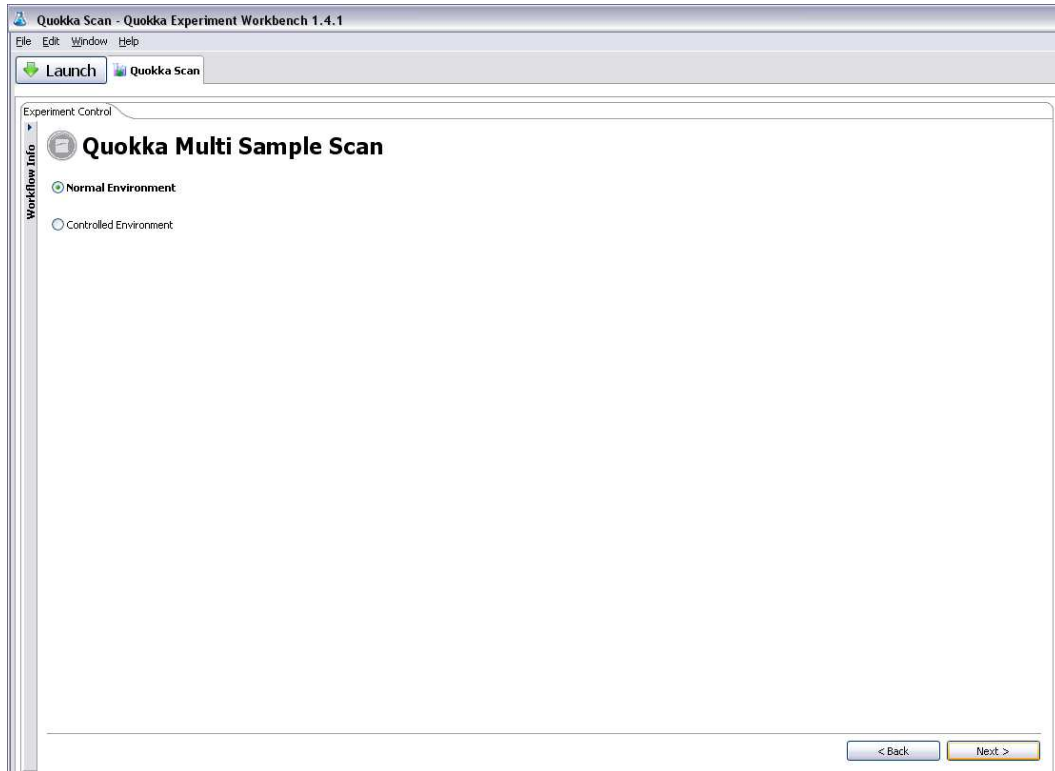 Quokka Scan - Quokka Experiment Workbench 1.4.1
File Edit Window Help
Launch Quokka Scan
Experiment Control
Workflow Info
Quokka Multi Sample Scan
Normal Environment
Controlled Environment
< Back Next >